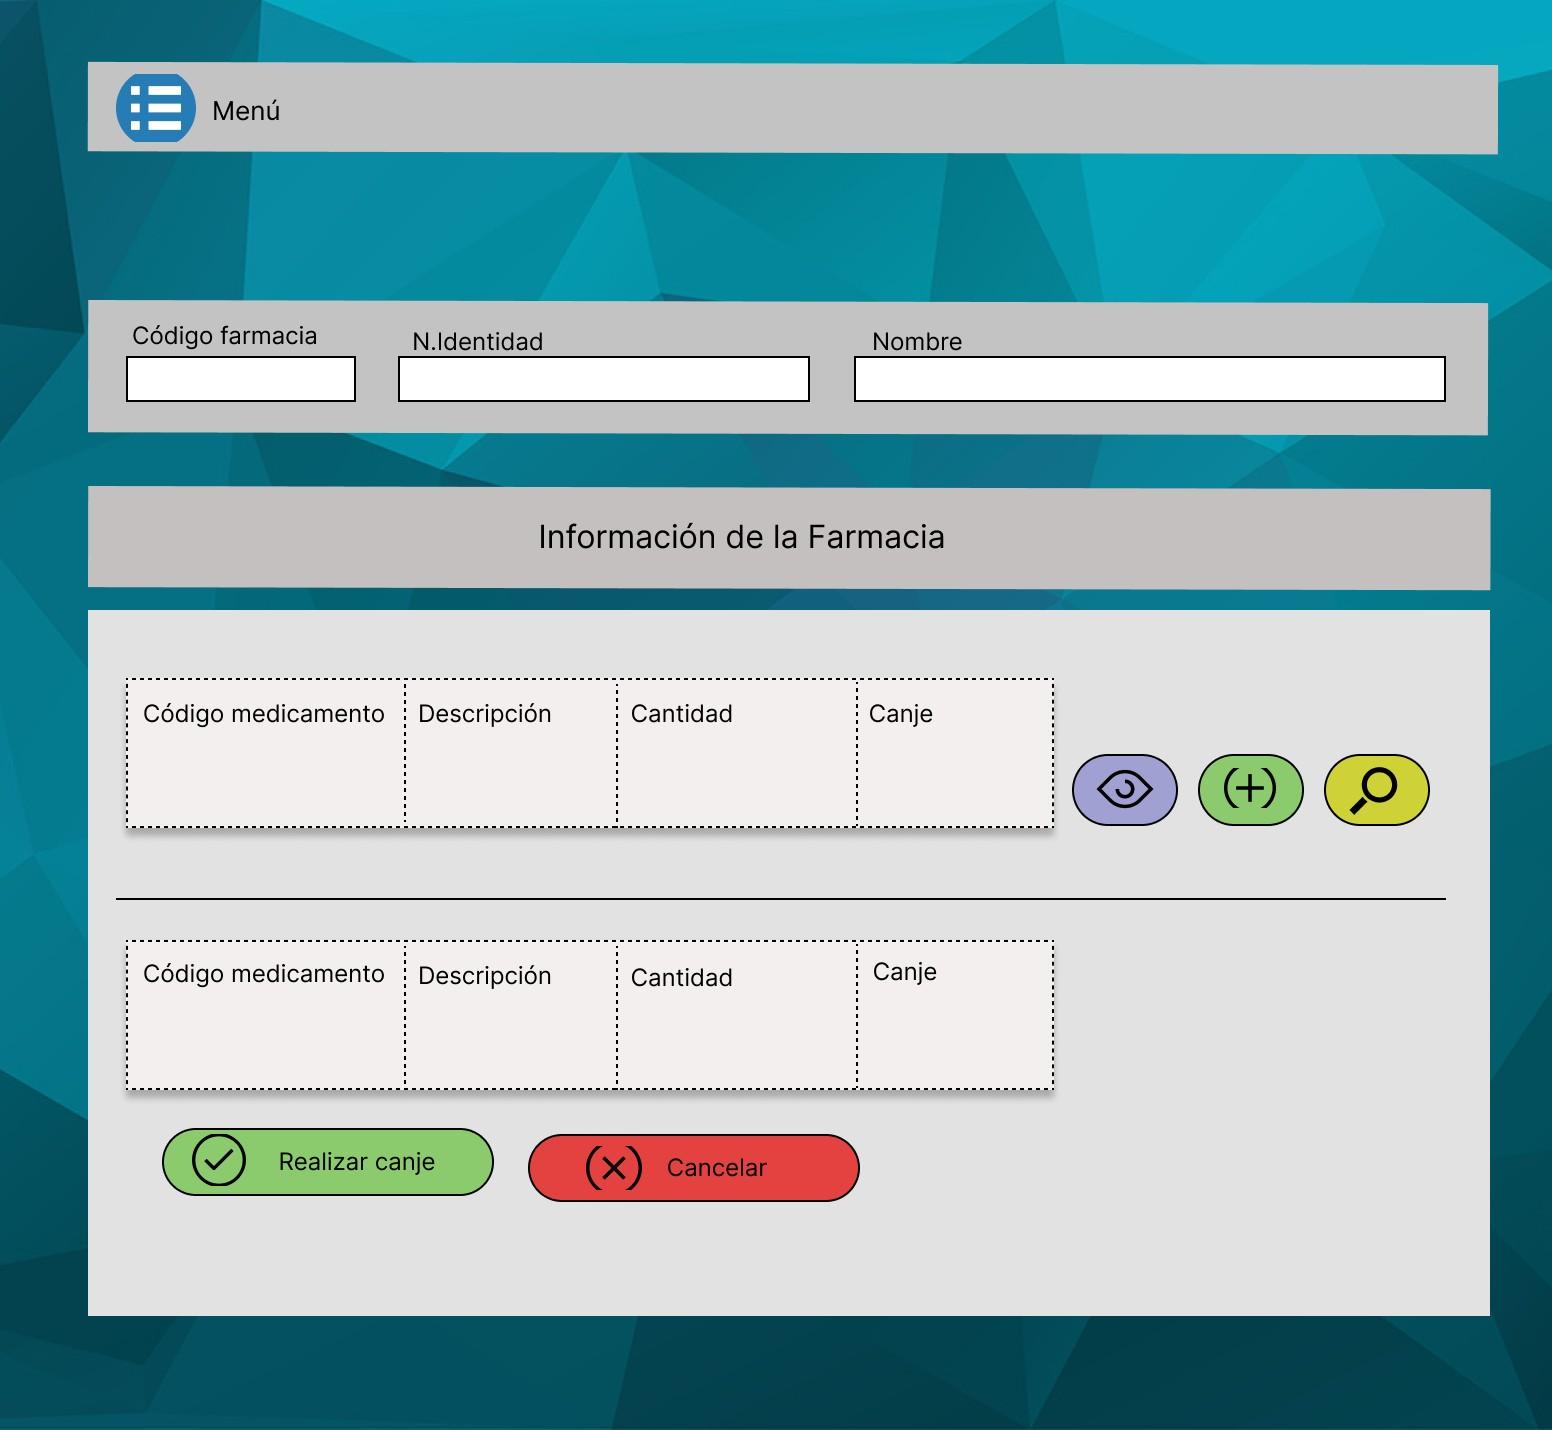 Menú
Código farmacia
N.Identidad
Nombre
Información de la Farmacia
Código medicamento Descripción Cantidad Canje
Código medicamento Descripción Cantidad Canje
Realizar canje
Cancelar